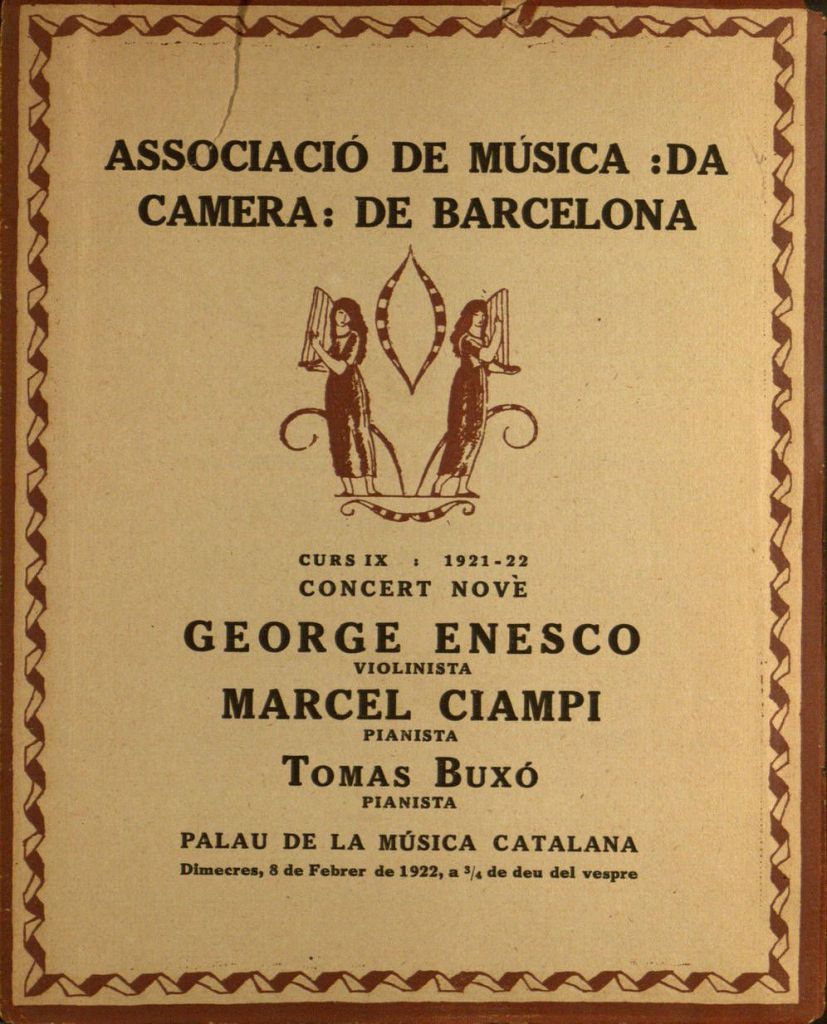 ASSOCIACIÓ DE MÚSICA :DA
CAMERA: DE BARCELONA
CURS IX : 1921-22
CONCERT NOVÈ
GEORGE ENESCO
VIOLINISTA
MARCEL CIAMPI
PIANISTA
TOMAS BUXÓ
PIANISTA
PALAU DE LA MÚSICA CATALANA
Dimecres, 8 de Febrer de 1922, a ¾ de deu del vespre